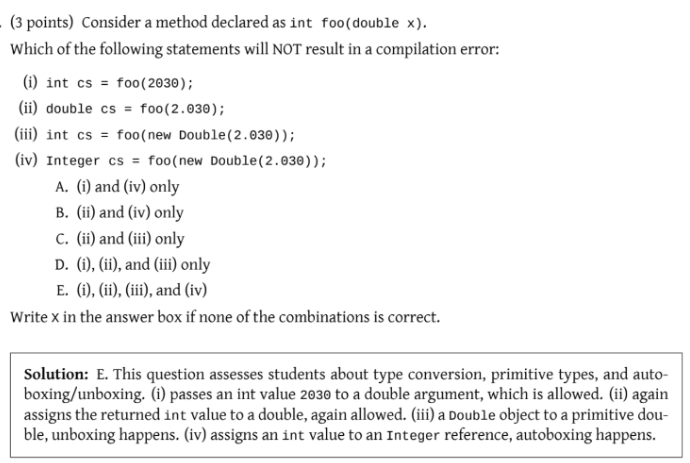 (3 points) Consider a method declared as int foo(double x).
Which of the following statements will NOT result in a compilation error:
(i) int cs = foo(2030);
(ii) double cs = foo(2.030);
(iii) int cs = foo(new Double(2.030));
(iv) Integer cs = foo(new Double(2.030));
A. (i) and (iv) only
B. (ii) and (iv) only
C. (ii) and (iii) only
D. (i), (ii), and (iii) only
E. (i), (ii), (iii), and (iv)
Write X in the answer box if none of the combinations is correct.
Solution: E. This question assesses students about type conversion, primitive types, and auto-
boxing/unboxing. (i) passes an int value 2030 to a double argument, which is allowed. (ii) again
assigns the returned int value to a double, again allowed. (iii) a Double object to a primitive dou-
ble, unboxing happens. (iv) assigns an int value to an Integer reference, autoboxing happens.